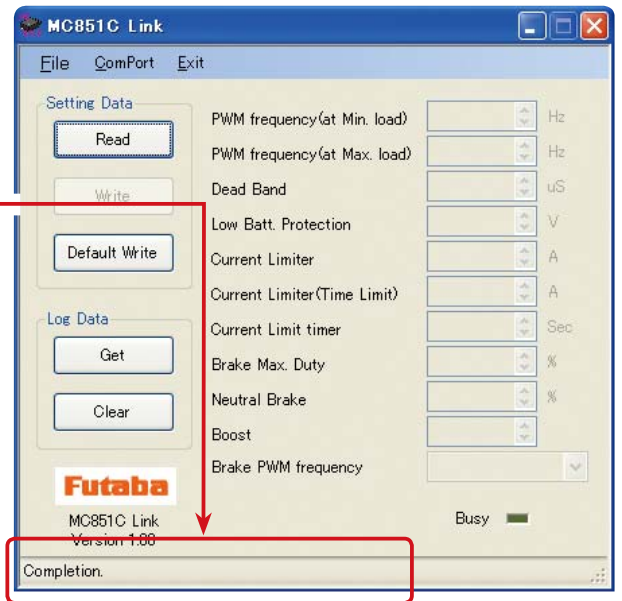 MC851C Link
File ComPort Exit
Setting Data
Read
Write
Default Write
Log Data
Get
Clear
Futaba
MC851C Link
Version 1.00
PWM frequency(at Min. load) Hz
PWM frequency(at Max. load) Hz
Dead Band uS
Low Batt. Protection V
Current Limiter A
Current Limiter(Time Limit) A
Current Limit timer Sec
Brake Max. Duty %
Neutral Brake %
Boost
Brake PWM frequency
Busy
Completion.